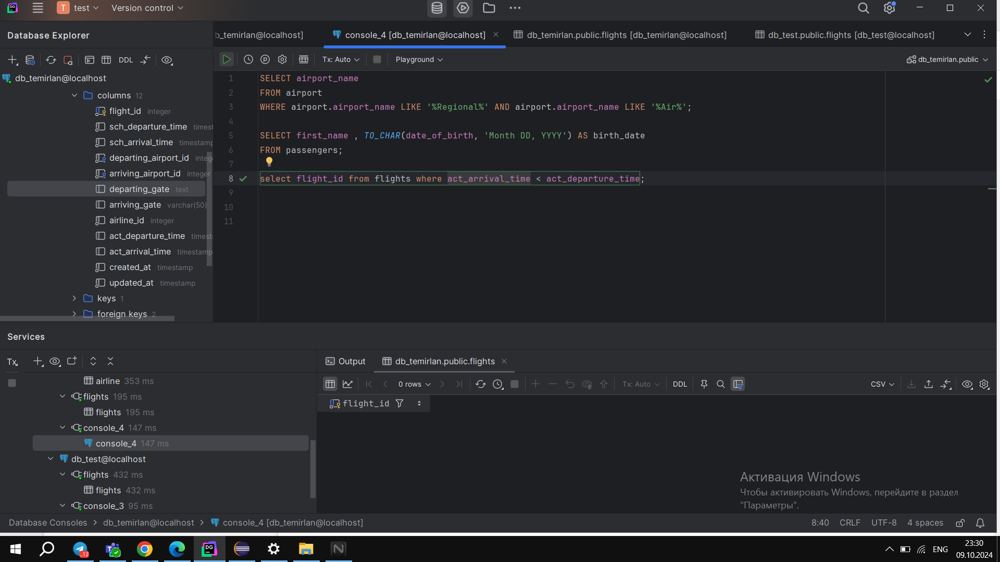 T test Version control
Database Explorer
b_temirlan@localhost] console_4 [db_temirlan@localhost] db_temirlan.public.flights [db_temirlan@localhost] db_test.public.flights [db_test@localhost]
DDL
Tx: Auto Playground db_temirlan.public
db_temirlan@localhost
columns 12
flight_id integer
sch_departure_time timest
sch_arrival_time timestamp
departing_airport_id integ
arriving_airport_id integer
departing_gate text
arriving_gate varchar(50)
airline_id integer
act_departure_time timest
act_arrival_time timestamp
created_at timestamp
updated_at timestamp
keys 1
foreign keys 2
1 SELECT airport_name
2 FROM airport
3 WHERE airport.airport_name LIKE '%Regional%' AND airport.airport_name LIKE '%Air%';
4
5 SELECT first_name , TO_CHAR(date_of_birth, 'Month DD, YYYY') AS birth_date
6 FROM passengers;
7
8 select flight_id from flights where act_arrival_time < act_departure_time;
9
10
11
Services
Tx
airline 353 ms
flights 195 ms
flights 195 ms
console_4 147 ms
console_4 147 ms
db_test@localhost
flights 432 ms
flights 432 ms
console_3 95 ms
Output db_temirlan.public.flights
0 rows Tx: Auto DDL CSV
flight_id
Активация Windows
Чтобы активировать Windows, перейдите в раздел
"Параметры".
Database Consoles > db_temirlan@localhost > console_4 [db_temirlan@localhost]
8:40 CRLF UTF-8 4 spaces
ENG
23:30
09.10.2024